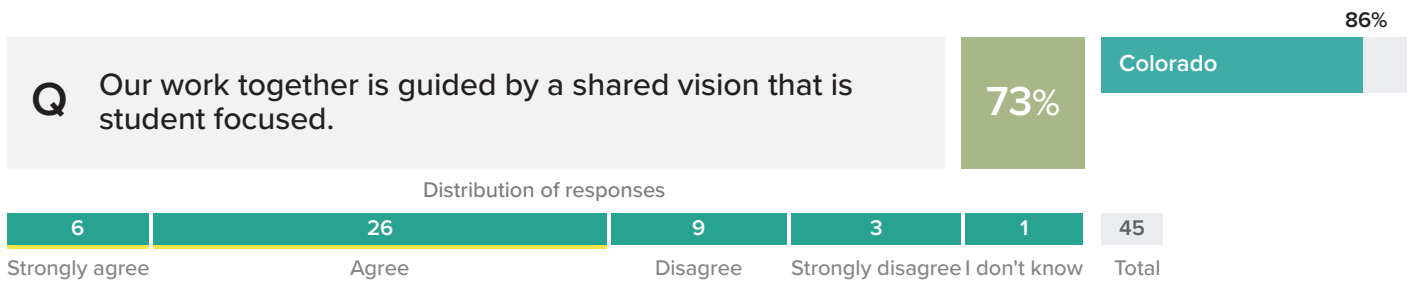 86%
Q
Our work together is guided by a shared vision that is
student focused.
73%
Colorado
Distribution of responses
6 26 9 3 1 45
Strongly agree Agree Disagree Strongly disagree I don't know Total